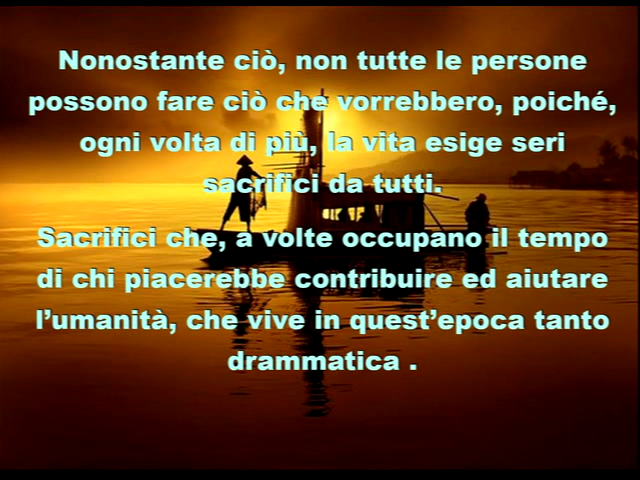 Nonostante ciò, non tutte le persone
possono fare ciò che vorrebbero, poiché,
ogni volta di più, la vita esige seri
sacrifici da tutti.
Sacrifici che, a volte occupano il tempo
di chi piacerebbe contribuire ed aiutare
l’umanità, che vive in quest’epoca tanto
drammatica .